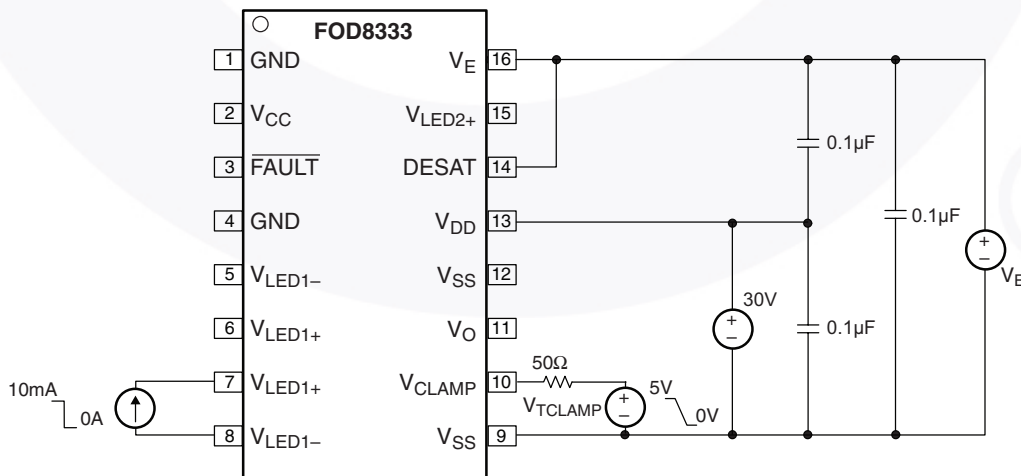 FOD8333
1 GND
2 VCC
3 FAULT
4 GND
5 VLED1–
6 VLED1+
7 VLED1+
8 VLED1–
VE 16
VLED2+ 15
DESAT 14
VDD 13
VSS 12
VO 11
VCLAMP 10
VSS 9
10mA
0A
50Ω
VTCLAMP
5V
0V
30V
0.1µF
0.1µF
0.1µF
VE